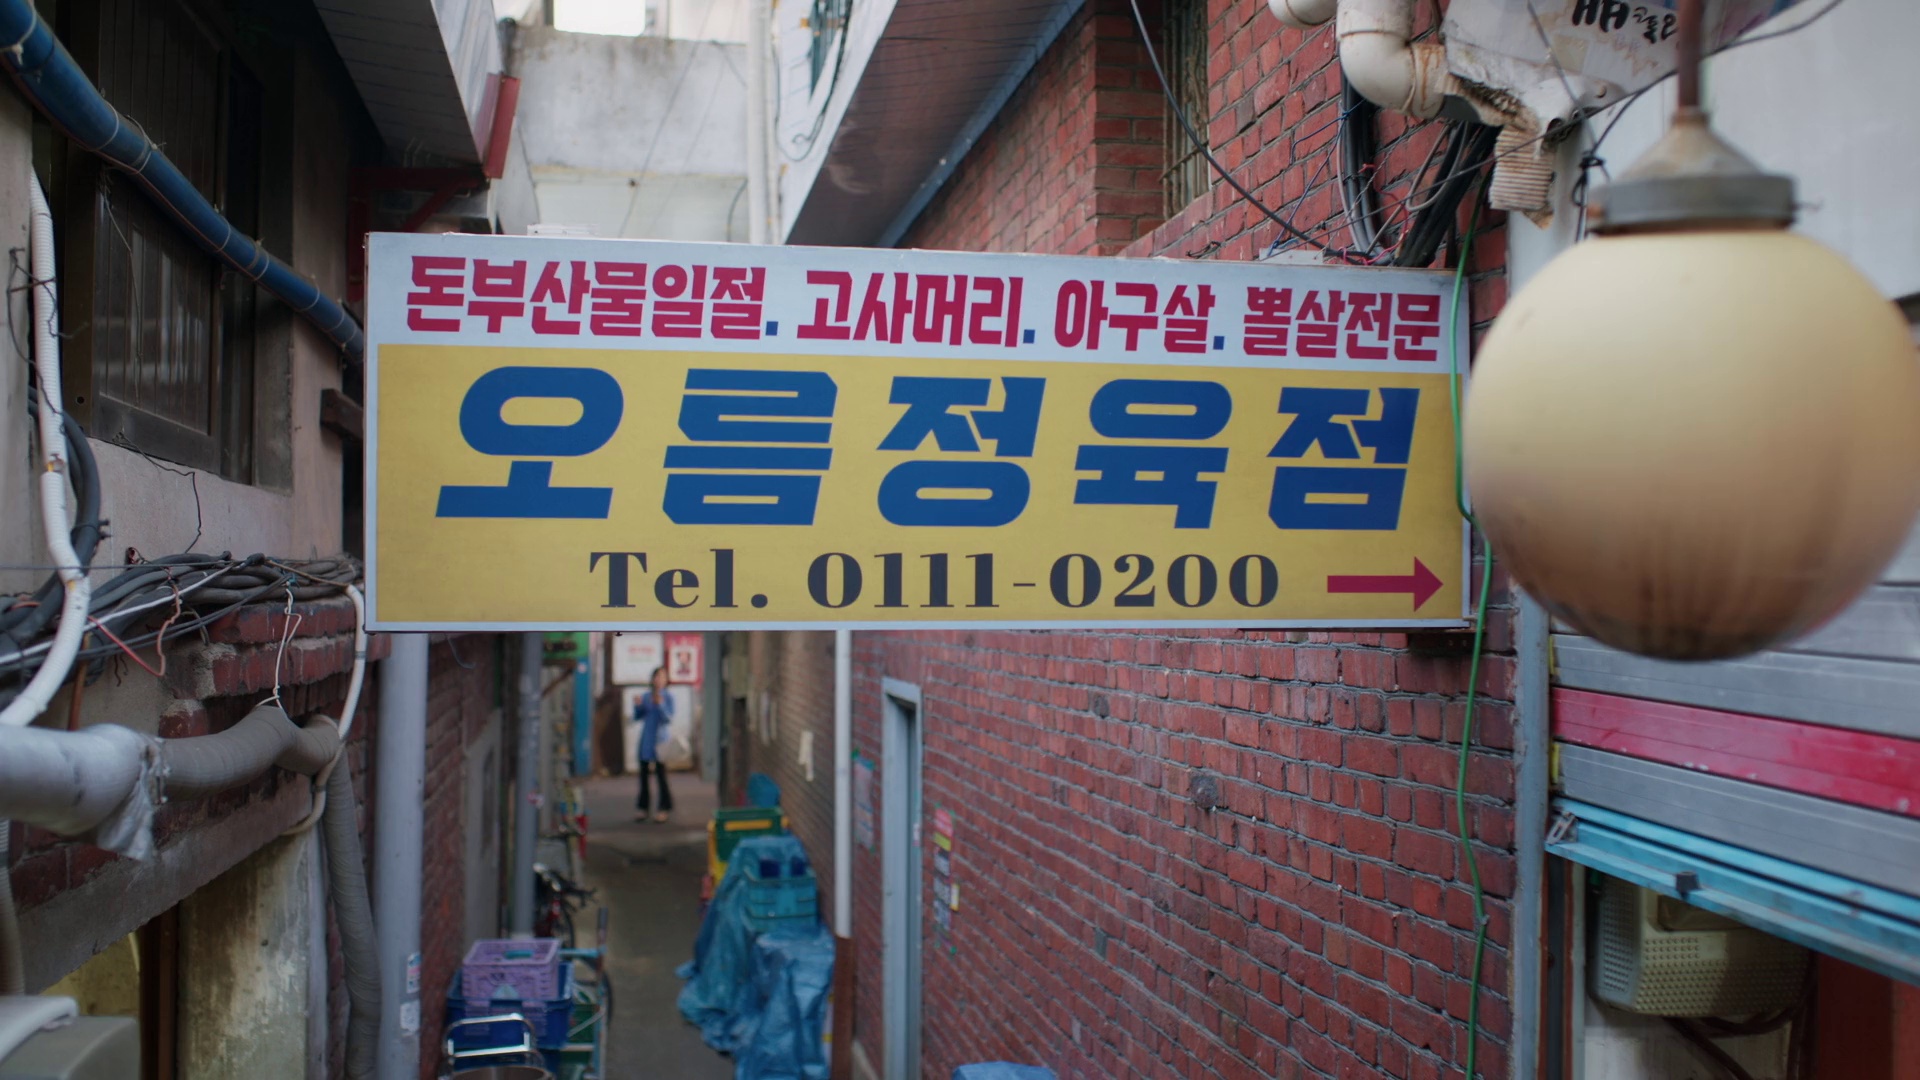 돈부산물일절. 고사머리. 아구살. 뽈살전문
오름정육점
Tel. 0111-0200